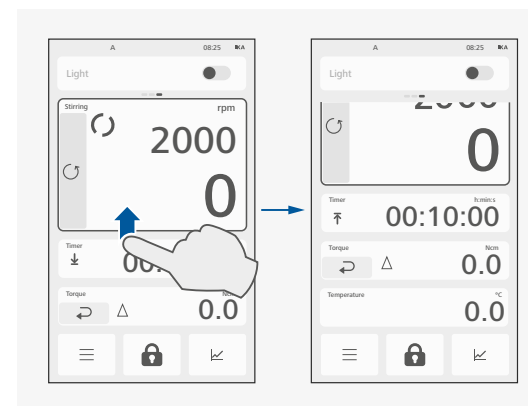 A 08:25 IKA
Light
Stirring rpm
2000
0
Timer
00:
Torque Ncm
0.0
A 08:25 IKA
Light
0
Timer h:min:s
00:10:00
Torque Ncm
0.0
Temperature °C
0.0